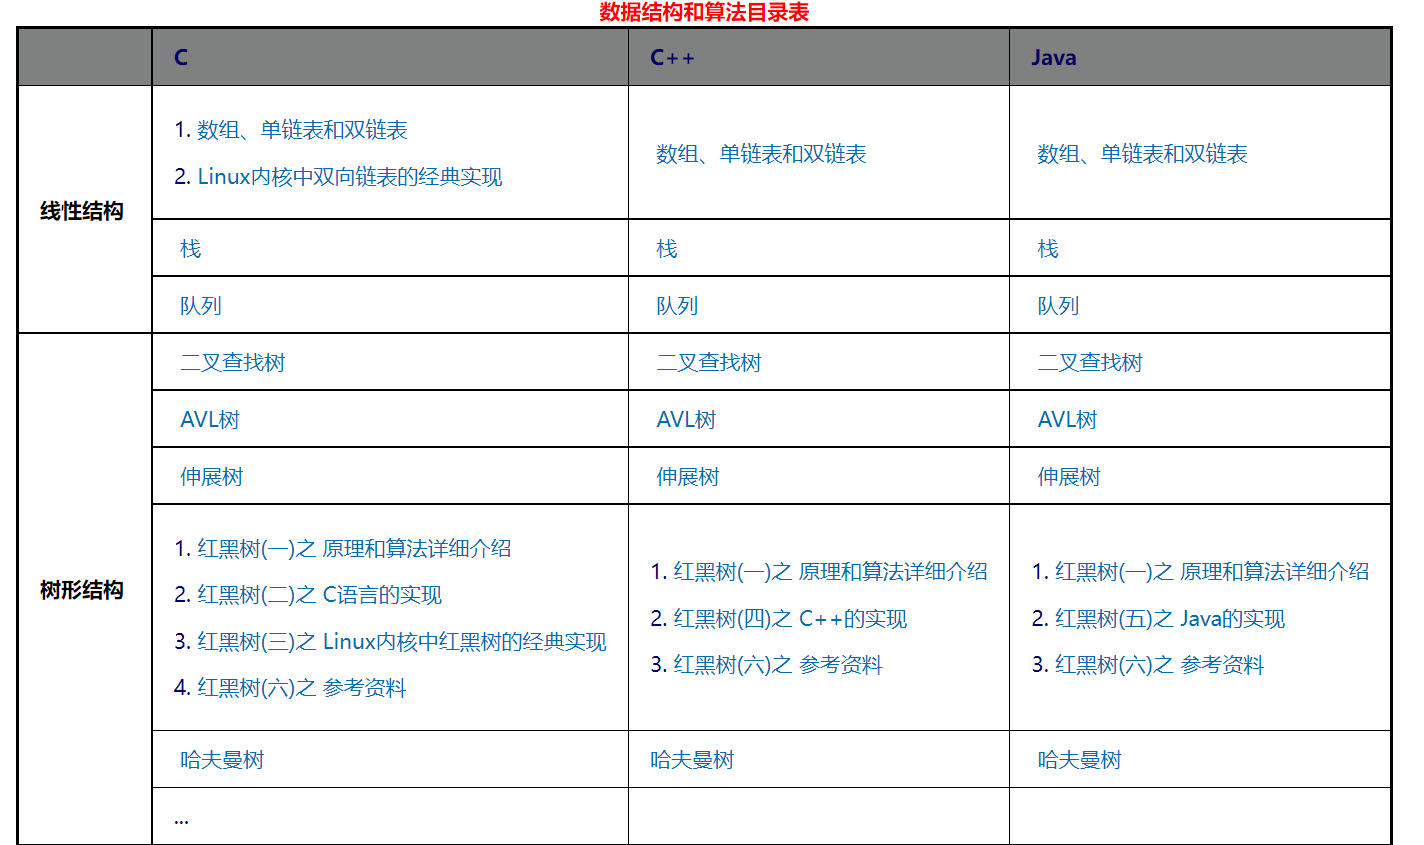 数据结构和算法目录表
C C++ Java
线性结构
1. 数组、单链表和双链表
2. Linux内核中双向链表的经典实现
数组、单链表和双链表
数组、单链表和双链表
栈 栈 栈
队列 队列 队列
树形结构
二叉查找树 二叉查找树 二叉查找树
AVL树 AVL树 AVL树
伸展树 伸展树 伸展树
1. 红黑树(一)之 原理和算法详细介绍
2. 红黑树(二)之 C语言的实现
3. 红黑树(三)之 Linux内核中红黑树的经典实现
4. 红黑树(六)之 参考资料
1. 红黑树(一)之 原理和算法详细介绍
2. 红黑树(四)之 C++的实现
3. 红黑树(六)之 参考资料
1. 红黑树(一)之 原理和算法详细介绍
2. 红黑树(五)之 Java的实现
3. 红黑树(六)之 参考资料
哈夫曼树 哈夫曼树 哈夫曼树
...